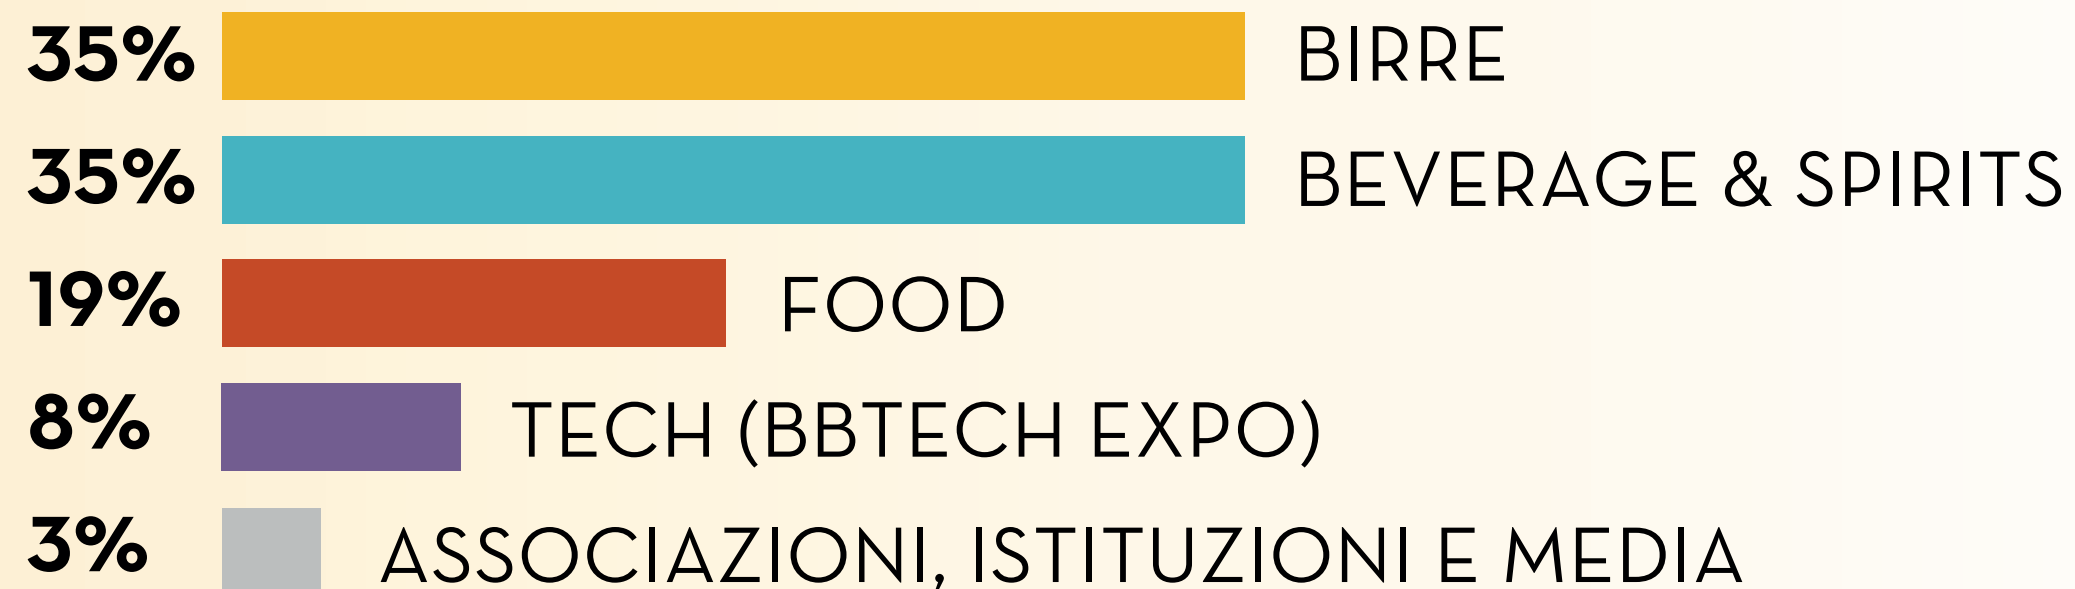 35% BIRRE
35% BEVERAGE & SPIRITS
19% FOOD
8% TECH (BBTECH EXPO)
3% ASSOCIAZIONI, ISTITUZIONI E MEDIA